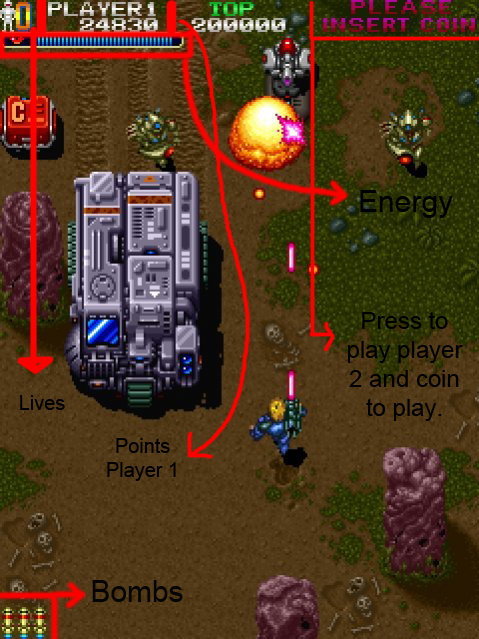 0 PLAYER1 TOP PLEASE
24830 200000 INSERT COIN
C
Energy
Press to
play player
2 and coin
to play.
Lives
Points
Player 1
Bombs